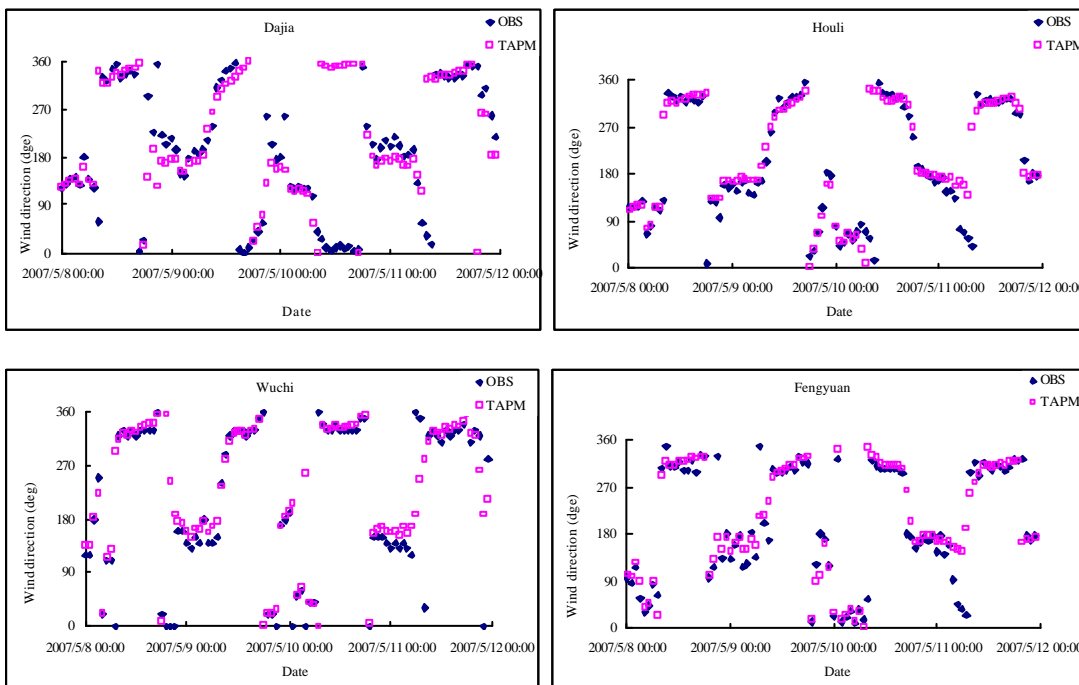 Dajia
OBS
TAPM
Wind direction (dge)
360
270
180
90
0
2007/5/8 00:00
2007/5/9 00:00
2007/5/10 00:00
2007/5/11 00:00
2007/5/12 00:00
Date
Houli
OBS
TAPM
Wind direction (dge)
360
270
180
90
0
2007/5/8 00:00
2007/5/9 00:00
2007/5/10 00:00
2007/5/11 00:00
2007/5/12 00:00
Date
Wuchi
OBS
TAPM
Wind direction (deg)
360
270
180
90
0
2007/5/8 00:00
2007/5/9 00:00
2007/5/10 00:00
2007/5/11 00:00
2007/5/12 00:00
Date
Fengyuan
OBS
TAPM
Wind direction (dge)
360
270
180
90
0
2007/5/8 00:00
2007/5/9 00:00
2007/5/10 00:00
2007/5/11 00:00
2007/5/12 00:00
Date